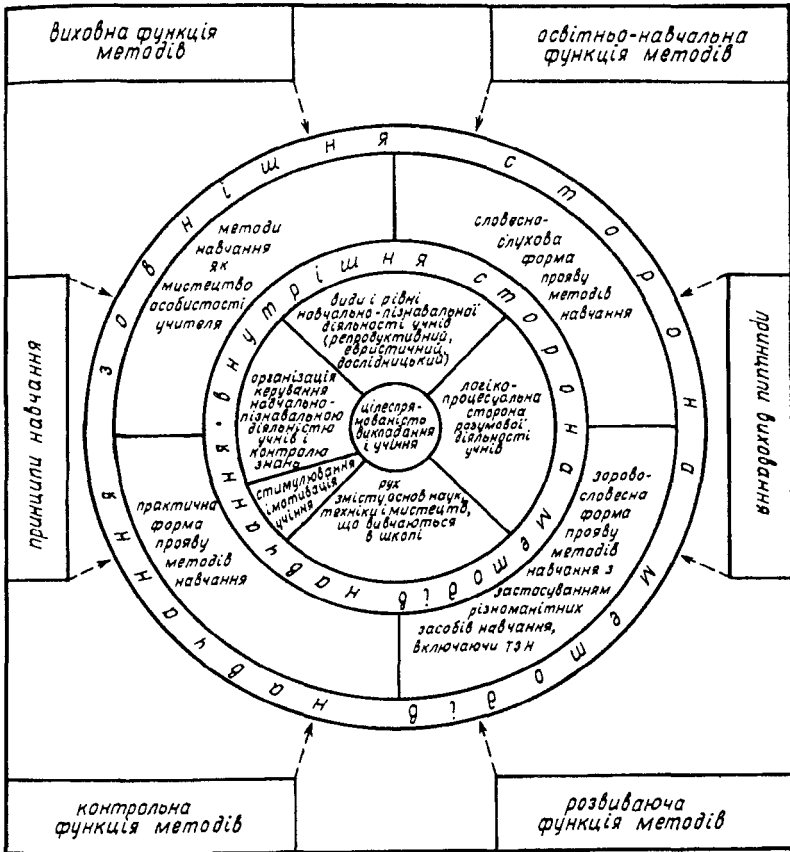 виховна функція
методів
освітньо-навчальна
функція методів
зовнішня сторона методів навчання
методи
навчання
як
мистецтво
особистості
учителя
словесно-
слухова
форма
прояву
методів
навчання
внутрішня сторона методів навчання
види і рівні
навчально-пізнавальної
діяльності учнів
(репродуктивний,
евристичний,
дослідницький)
організація
керування
навчально-
пізнавальною
діяльністю
учнів і
контролю
знань
цілеспря-
мованість
викладання
і учіння
логіко-
процесуальна
сторона
розумової
діяльності
учнів
стимулювання
і мотивація
учіння
рух
змісту основ наук,
техніки і мистецтв,
що вивчаються
в школі
практична
форма
прояву
методів
навчання
зорово-
словесна
форма
прояву
методів
навчання з
застосуванням
різноманітних
засобів навчання,
включаючи ТЗН
принципи навчання
принципи виховання
контрольна
функція методів
розвиваюча
функція методів